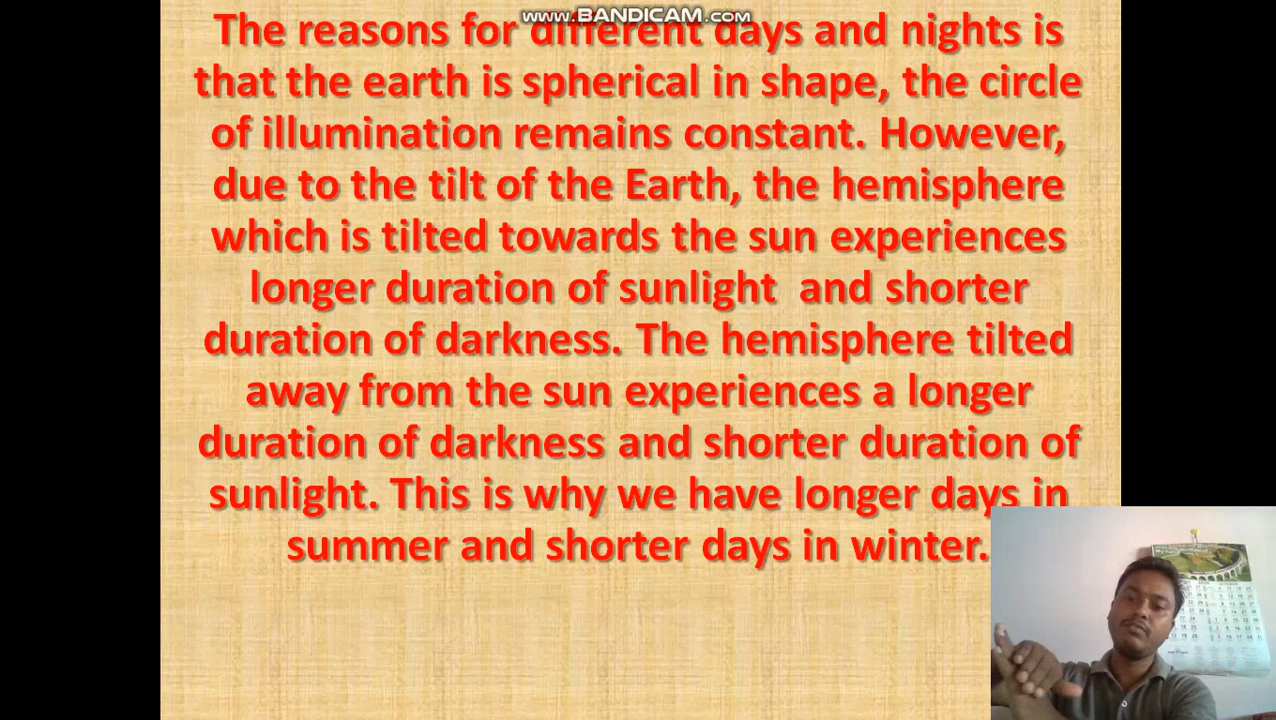 www.BANDICAM.com
The reasons for different days and nights is
that the earth is spherical in shape, the circle
of illumination remains constant. However,
due to the tilt of the Earth, the hemisphere
which is tilted towards the sun experiences
longer duration of sunlight and shorter
duration of darkness. The hemisphere tilted
away from the sun experiences a longer
duration of darkness and shorter duration of
sunlight. This is why we have longer days in
summer and shorter days in winter.